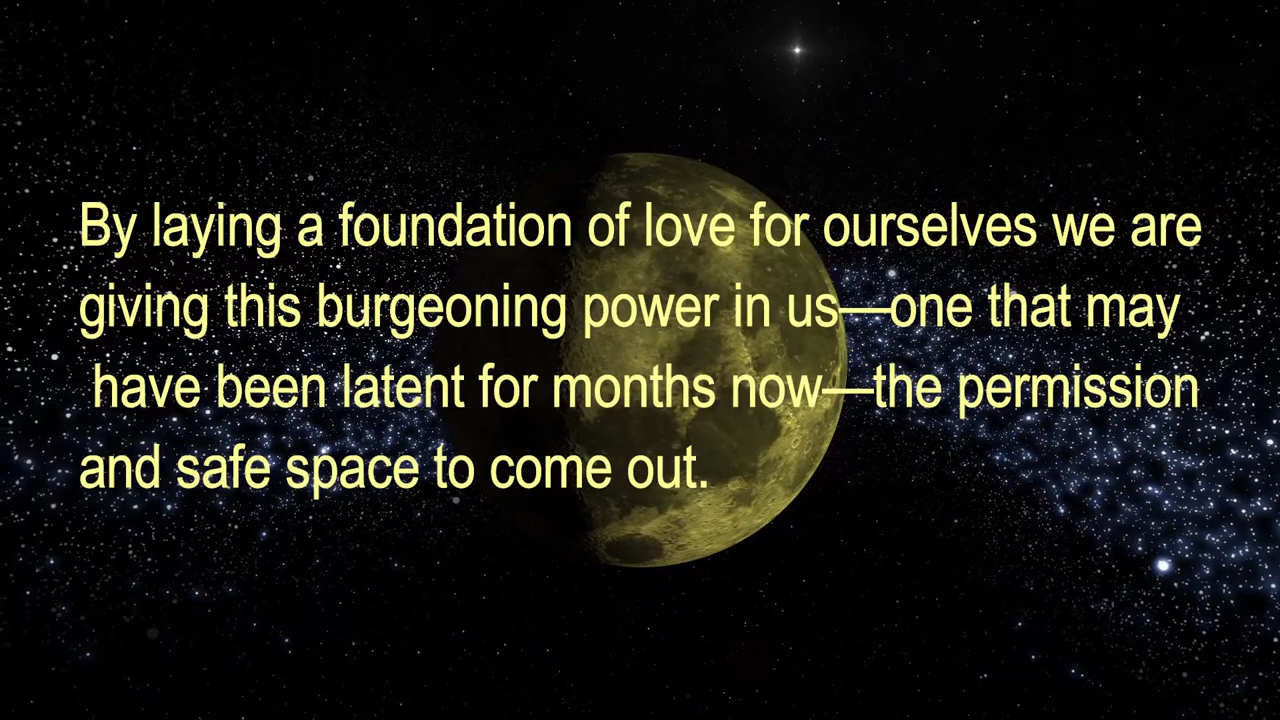 By laying a foundation of love for ourselves we are
giving this burgeoning power in us—one that may
have been latent for months now—the permission
and safe space to come out.